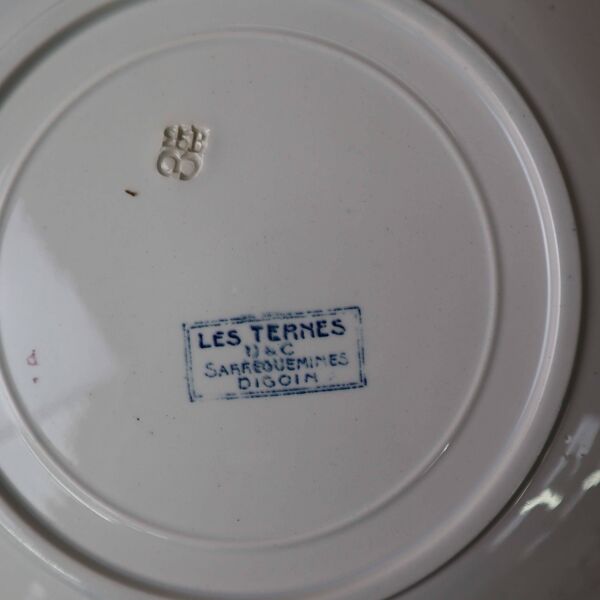 LES TERNES
U & C
SARREGUEMINES
DIGOIN